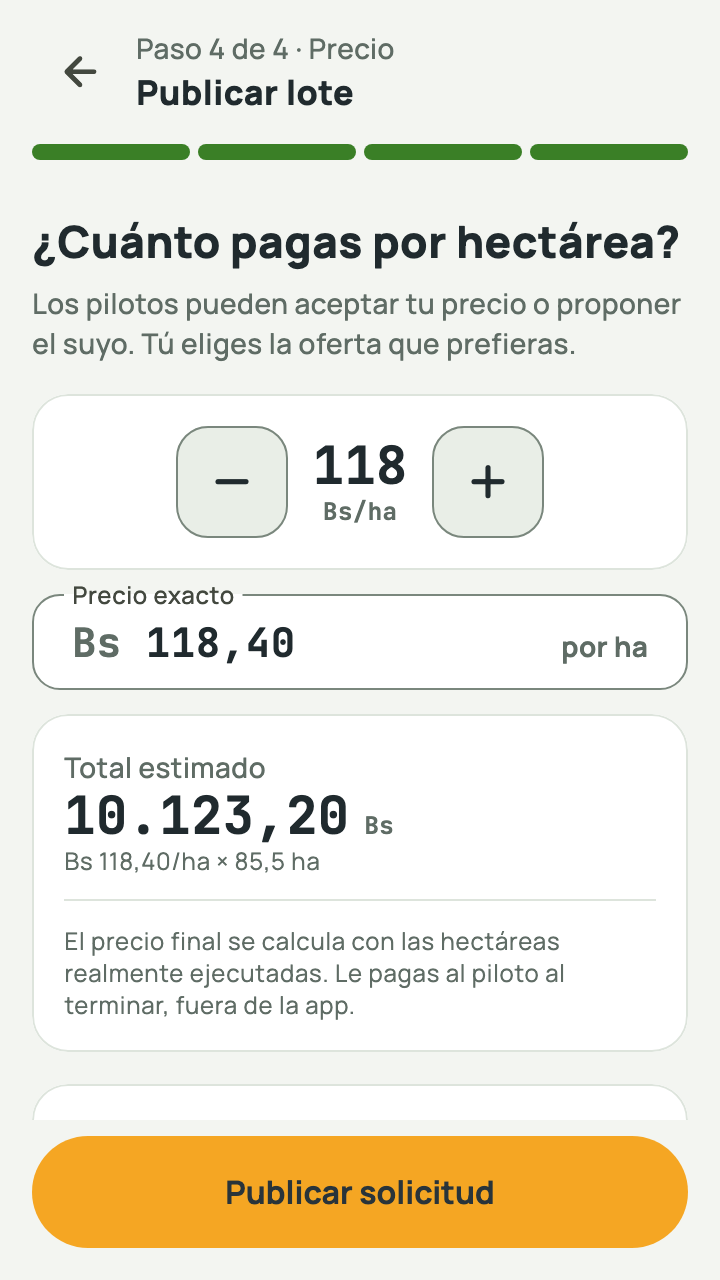 Paso 4 de 4 · Precio
Publicar lote
¿Cuánto pagas por hectárea?
Los pilotos pueden aceptar tu precio o proponer
el suyo. Tú eliges la oferta que prefieras.
118
Bs/ha
Precio exacto
Bs 118,40 por ha
Total estimado
10.123,20 Bs
Bs 118,40/ha × 85,5 ha
El precio final se calcula con las hectáreas
realmente ejecutadas. Le pagas al piloto al
terminar, fuera de la app.
Publicar solicitud